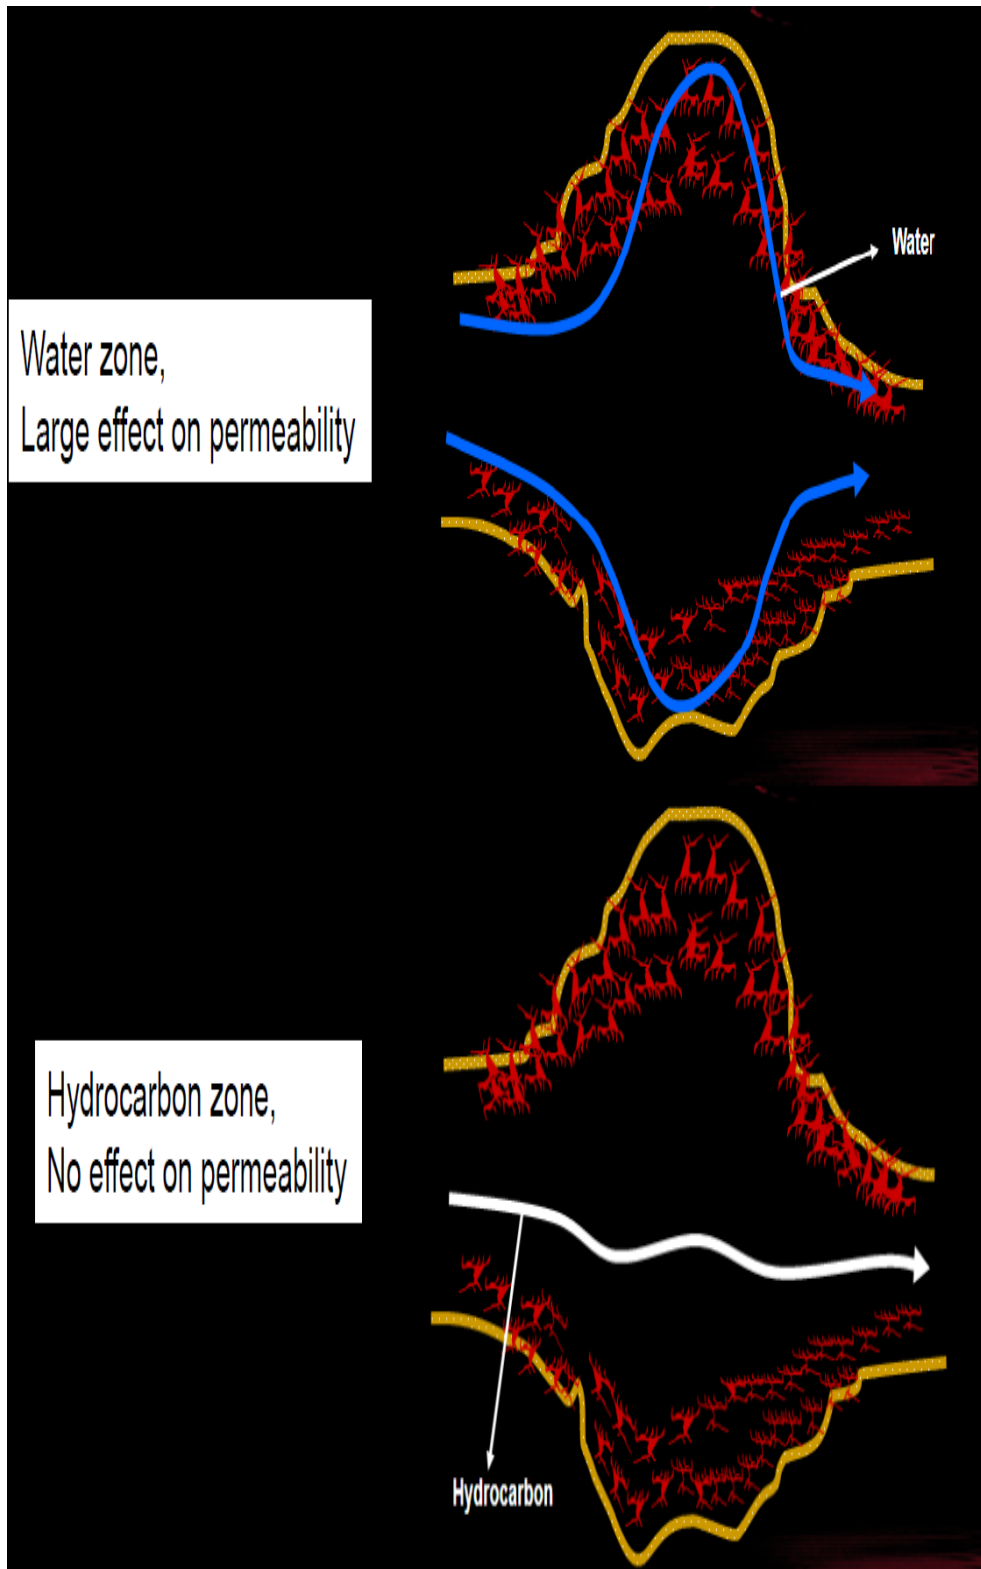 Water
Water zone,
Large effect on permeability
Hydrocarbon zone,
No effect on permeability
Hydrocarbon